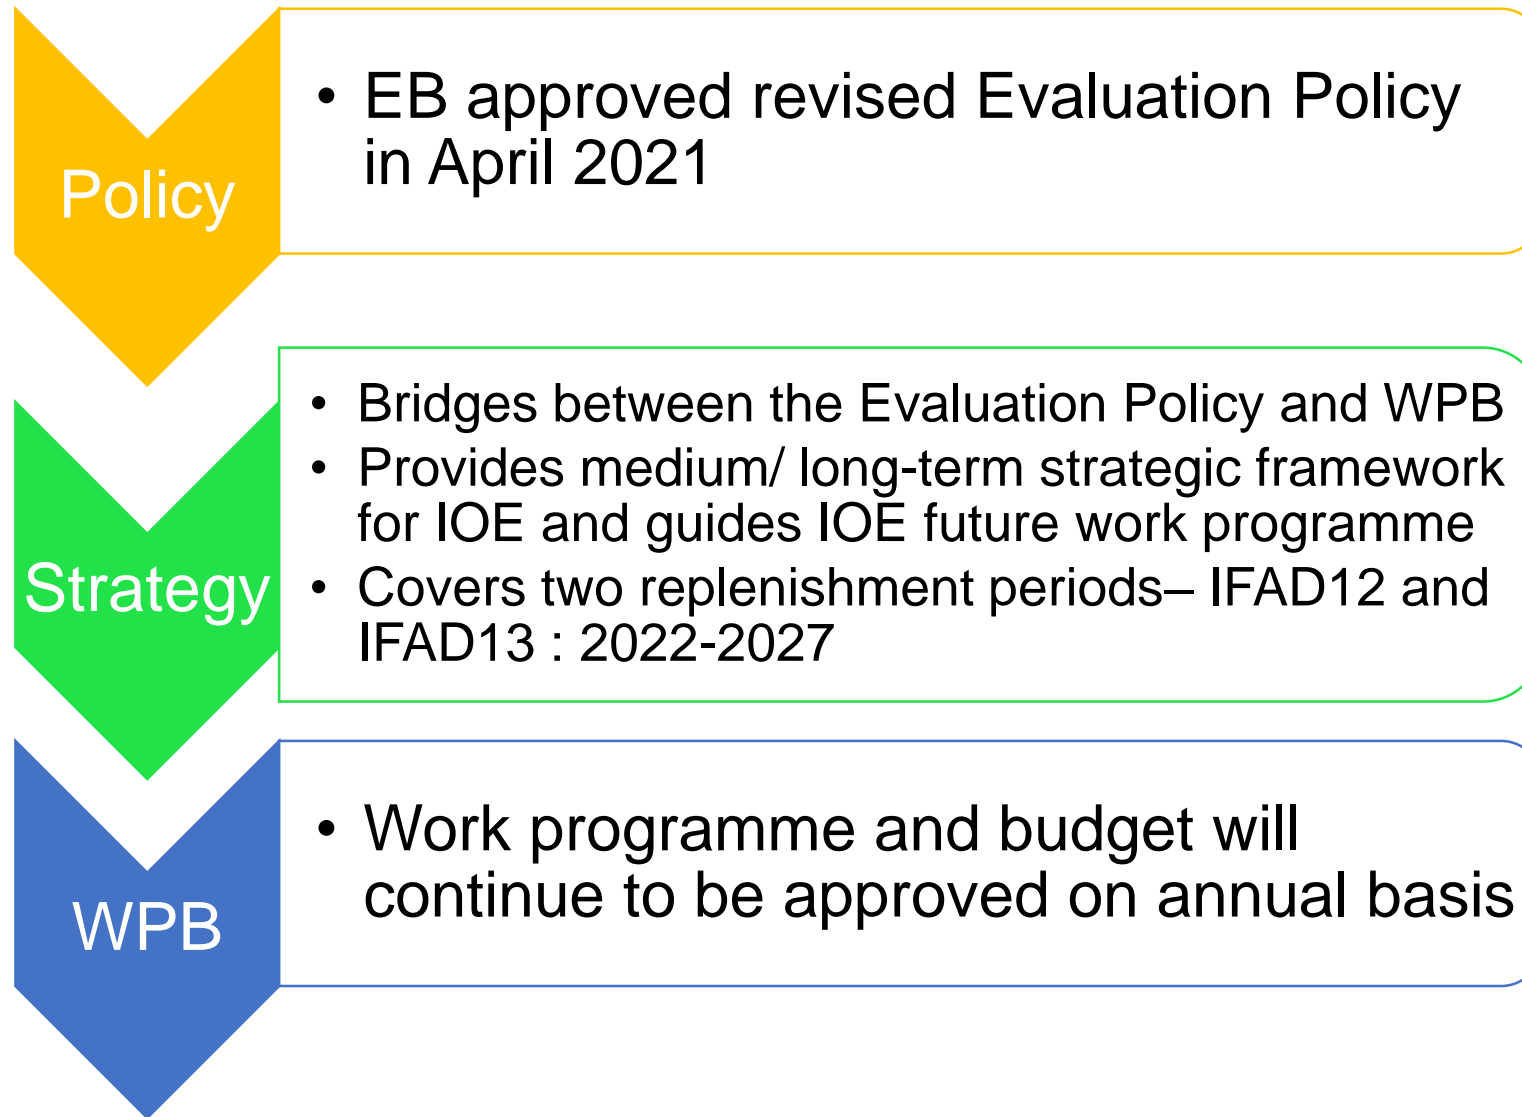 Policy
• EB approved revised Evaluation Policy
in April 2021
Strategy
• Bridges between the Evaluation Policy and WPB
• Provides medium/ long-term strategic framework
for IOE and guides IOE future work programme
• Covers two replenishment periods– IFAD12 and
IFAD13 : 2022-2027
WPB
• Work programme and budget will
continue to be approved on annual basis